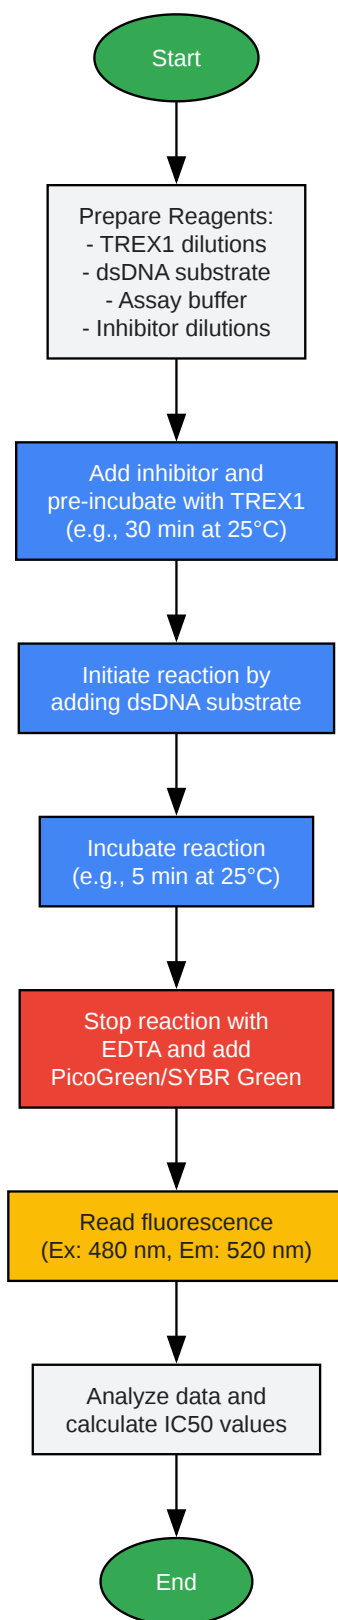 Start
Prepare Reagents:
- TREX1 dilutions
- dsDNA substrate
- Assay buffer
- Inhibitor dilutions
Add inhibitor and
pre-incubate with TREX1
(e.g., 30 min at 25°C)
Initiate reaction by
adding dsDNA substrate
Incubate reaction
(e.g., 5 min at 25°C)
Stop reaction with
EDTA and add
PicoGreen/SYBR Green
Read fluorescence
(Ex: 480 nm, Em: 520 nm)
Analyze data and
calculate IC50 values
End